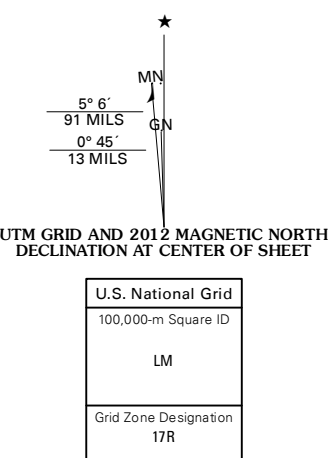 ★
MN
5° 6´
91 MILS
GN
0° 45´
13 MILS
UTM GRID AND 2012 MAGNETIC NORTH
DECLINATION AT CENTER OF SHEET
U.S. National Grid
100,000-m Square ID
LM
Grid Zone Designation
17R